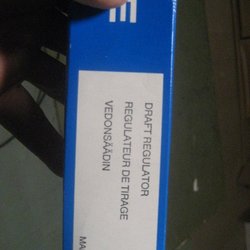 DRAFT REGULATOR
REGULATEUR DE TIRAGE
VEDONSÄÄDIN